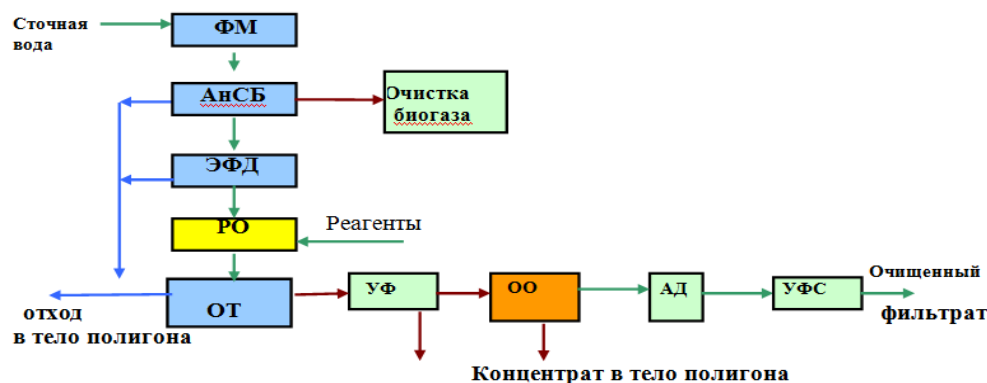 Сточная
вода
ФМ
АнСБ
Очистка
биогаза
ЭФД
РО
Реагенты
ОТ
УФ
ОО
АД
УФС
Очищенный
фильтрат
отход
в тело полигона
Концентрат в тело полигона